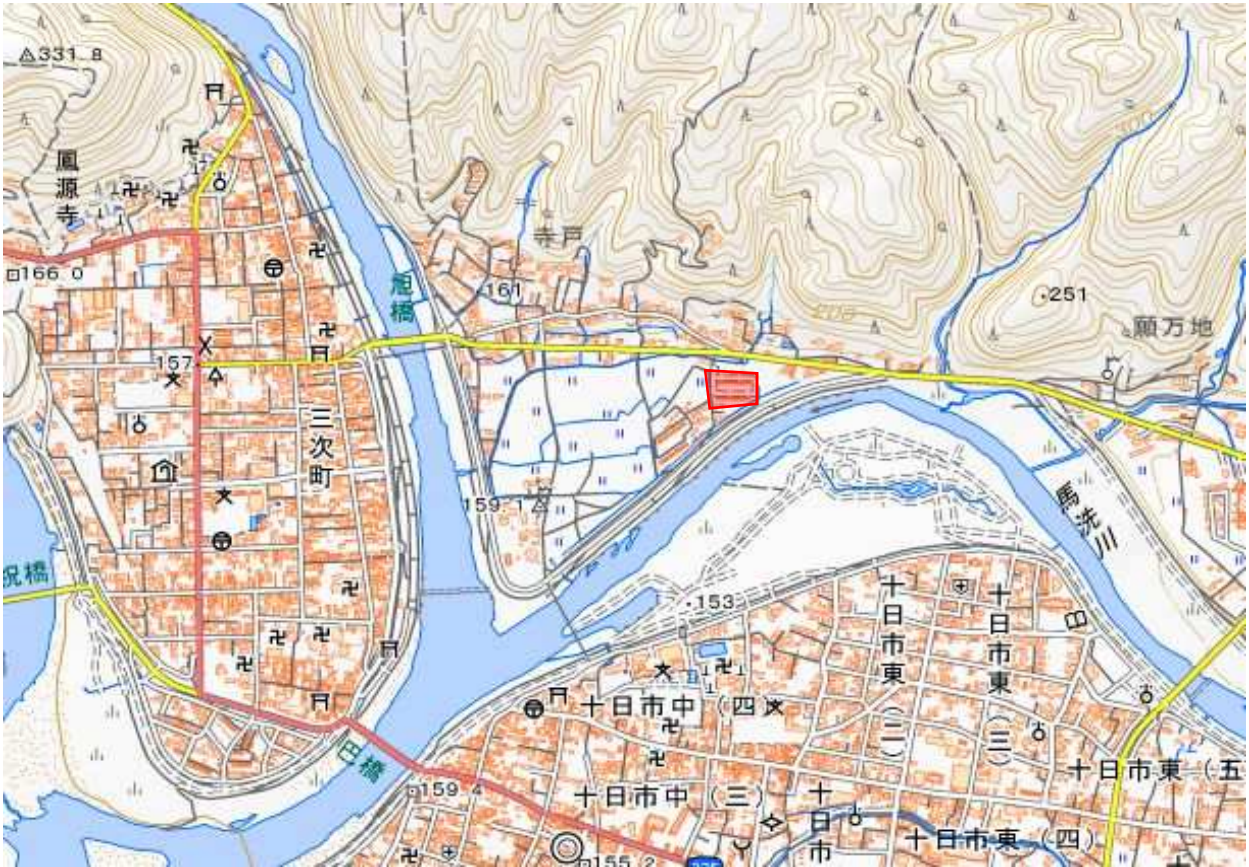 331.8
鳳源寺
166.0
寺戸
161
旭橋
200
251
願万地
157
三次町
159.1
馬洗川
祝橋
153
十日市東(二)
十日市東(三)
十日市中(四)
巴橋
159.4
十日市中(三)
十日市
十日市東(五
十日市東(四)
155.2